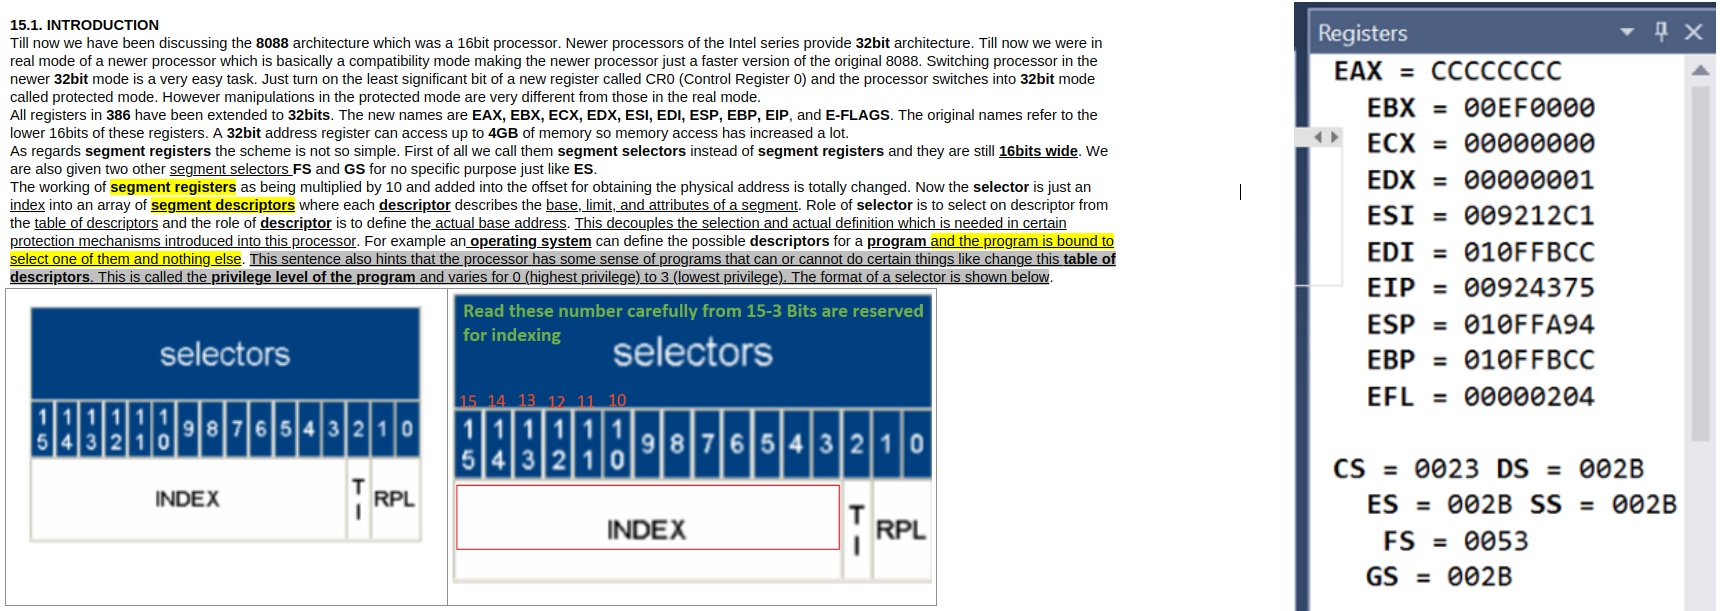 15.1. INTRODUCTION
Till now we have been discussing the 8088 architecture which was a 16bit processor. Newer processors of the Intel series provide 32bit architecture. Till now we were in
real mode of a newer processor which is basically a compatibility mode making the newer processor just a faster version of the original 8088. Switching processor in the
newer 32bit mode is a very easy task. Just turn on the least significant bit of a new register called CR0 (Control Register 0) and the processor switches into 32bit mode
called protected mode. However manipulations in the protected mode are very different from those in the real mode.
All registers in 386 have been extended to 32bits. The new names are EAX, EBX, ECX, EDX, ESI, EDI, ESP, EBP, EIP, and E-FLAGS. The original names refer to the
lower 16bits of these registers. A 32bit address register can access up to 4GB of memory so memory access has increased a lot.
As regards segment registers the scheme is not so simple. First of all we call them segment selectors instead of segment registers and they are still 16bits wide. We
are also given two other segment selectors FS and GS for no specific purpose just like ES.
The working of segment registers as being multiplied by 10 and added into the offset for obtaining the physical address is totally changed. Now the selector is just an
index into an array of segment descriptors where each descriptor describes the base, limit, and attributes of a segment. Role of selector is to select on descriptor from
the table of descriptors and the role of descriptor is to define the actual base address. This decouples the selection and actual definition which is needed in certain
protection mechanisms introduced into this processor. For example an operating system can define the possible descriptors for a program and the program is bound to
select one of them and nothing else. This sentence also hints that the processor has some sense of programs that can or cannot do certain things like change this table of
descriptors. This is called the privilege level of the program and varies for 0 (highest privilege) to 3 (lowest privilege). The format of a selector is shown below.
selectors
15 14 13 12 11 10 9 8 7 6 5 4 3 2 1 0
INDEX TI RPL
Read these number carefully from 15-3 Bits are reserved
for indexing
selectors
15 14 13 12 11 10
15 14 13 12 11 10 9 8 7 6 5 4 3 2 1 0
INDEX TI RPL
Registers
EAX = CCCCCCCC
EBX = 00EF0000
ECX = 00000000
EDX = 00000001
ESI = 009212C1
EDI = 010FFBCC
EIP = 00924375
ESP = 010FFA94
EBP = 010FFBCC
EFL = 00000204
CS = 0023 DS = 002B
ES = 002B SS = 002B
FS = 0053
GS = 002B